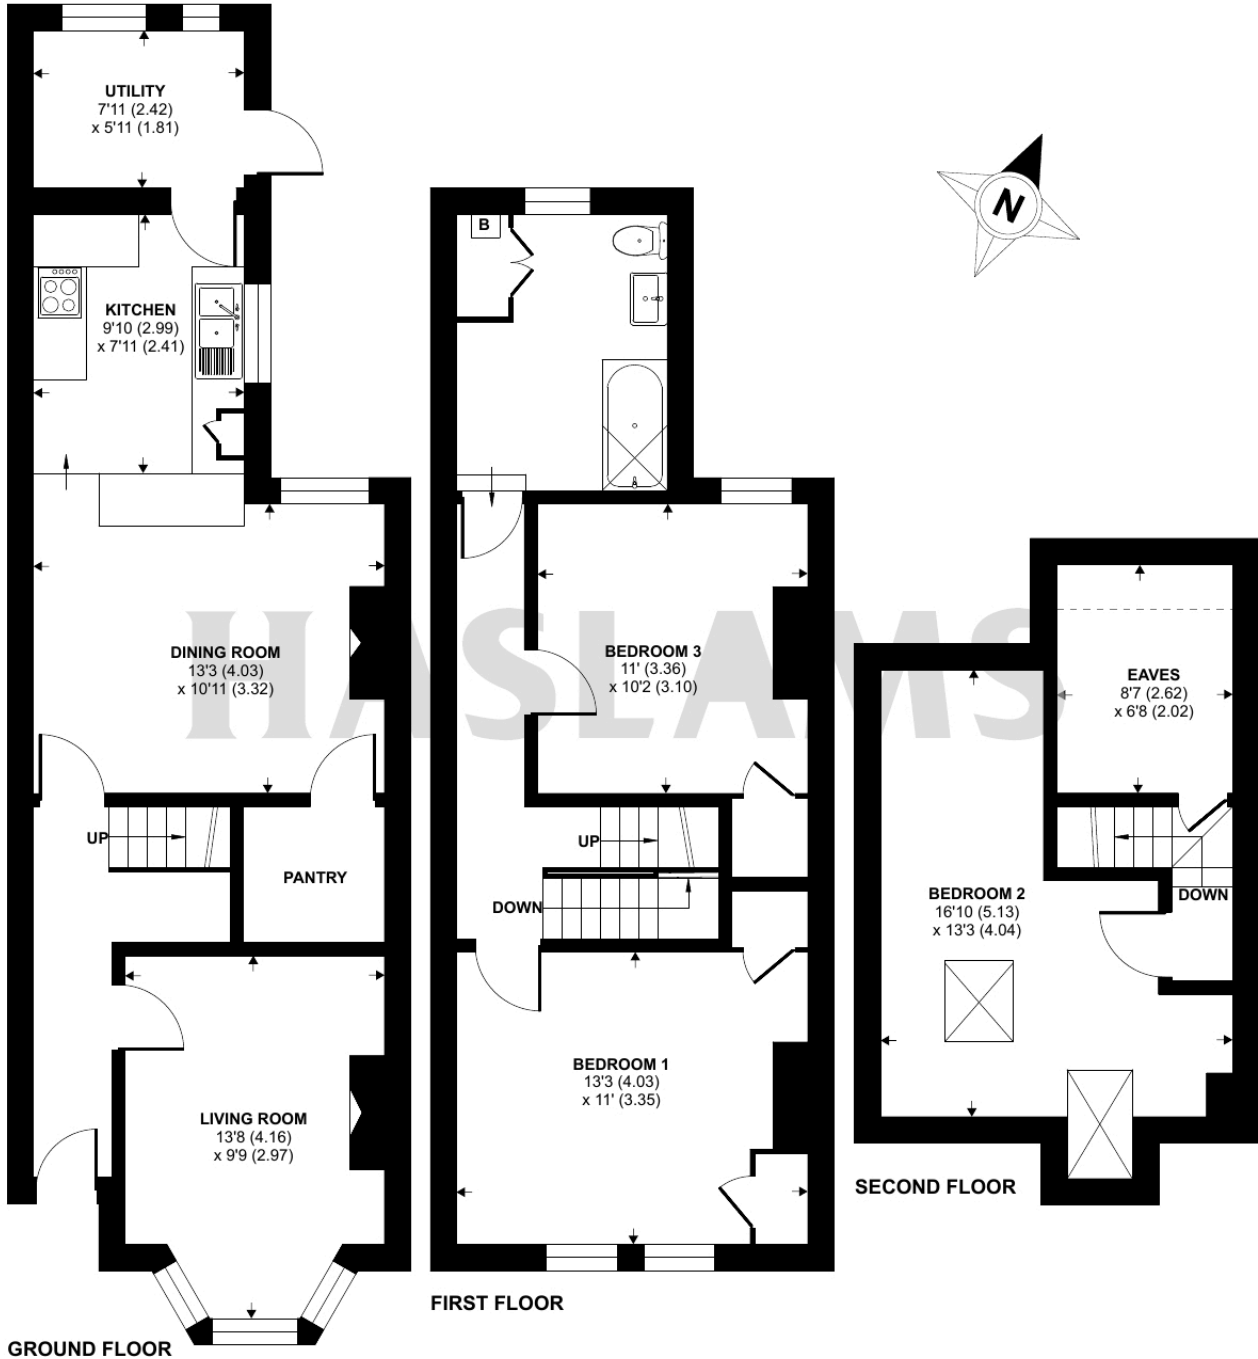 UTILITY
7'11 (2.42)
x 5'11 (1.81)
KITCHEN
9'10 (2.99)
x 7'11 (2.41)
DINING ROOM
13'3 (4.03)
x 10'11 (3.32)
UP
PANTRY
LIVING ROOM
13'8 (4.16)
x 9'9 (2.97)
GROUND FLOOR
B
BEDROOM 3
11' (3.36)
x 10'2 (3.10)
UP
DOWN
BEDROOM 1
13'3 (4.03)
x 11' (3.35)
FIRST FLOOR
N
EAVES
8'7 (2.62)
x 6'8 (2.02)
DOWN
BEDROOM 2
16'10 (5.13)
x 13'3 (4.04)
SECOND FLOOR
HASLAMS